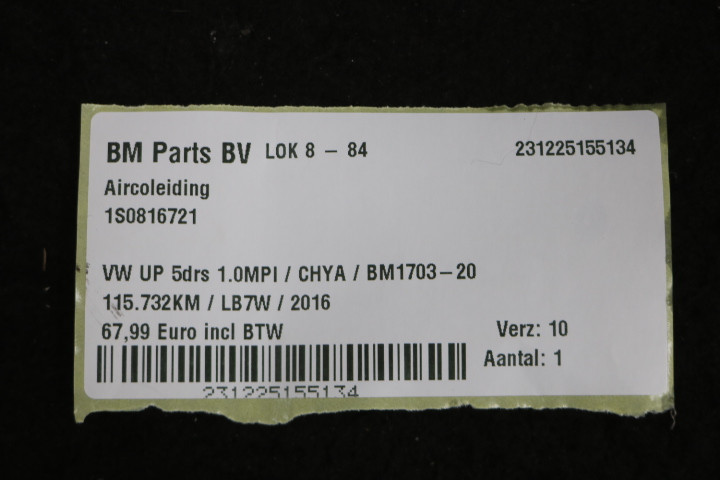 BM Parts BV LOK 8 - 84 231225155134
Aircoleiding
1S0816721
VW UP 5drs 1.0MPI / CHYA / BM1703-20
115.732KM / LB7W / 2016
67,99 Euro incl BTW Verz: 10
Aantal: 1
231225155134